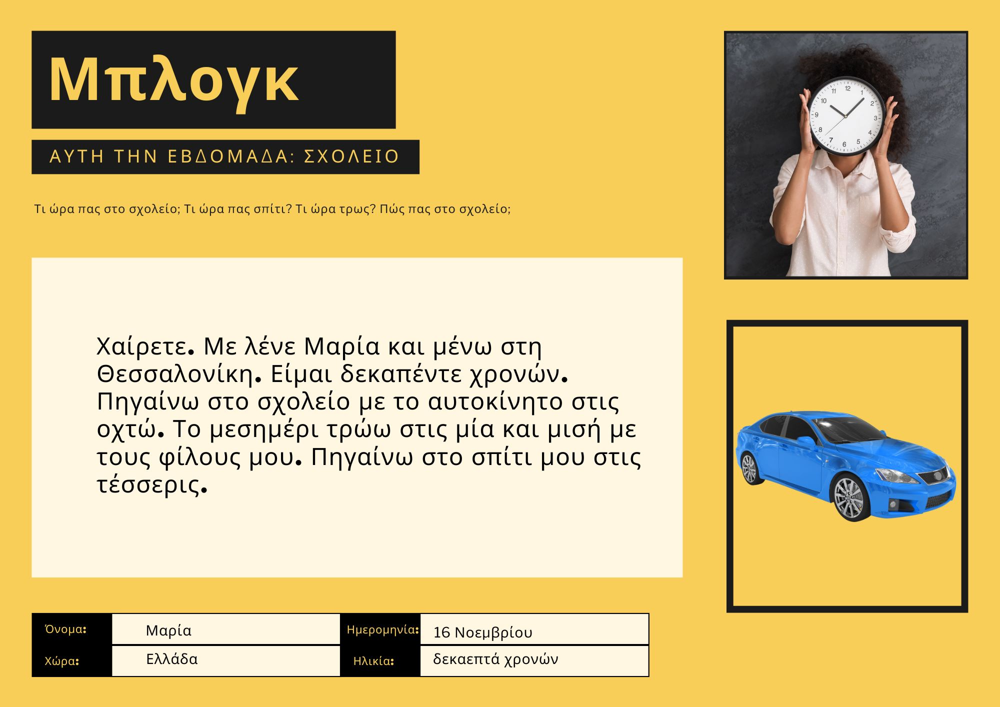 Μπλογκ
ΑΥΤΗ ΤΗΝ ΕΒΔΟΜΑΔΑ: ΣΧΟΛΕΙΟ
Τι ώρα πας στο σχολείο; Τι ώρα πας σπίτι? Τι ώρα τρως? Πώς πας στο σχολείο;
12
11
1
10
2
9
3
8
4
7
5
6
Χαίρετε. Με λένε Μαρία και μένω στη
Θεσσαλονίκη. Είμαι δεκαπέντε χρονών.
Πηγαίνω στο σχολείο με το αυτοκίνητο στις
οχτώ. Το μεσημέρι τρώω στις μία και μισή με
τους φίλους μου. Πηγαίνω στο σπίτι μου στις
τέσσερις.
Όνομα: Μαρία Ημερομηνία: 16 Νοεμβρίου
Χώρα: Ελλάδα Ηλικία: δεκαεπτά χρονών